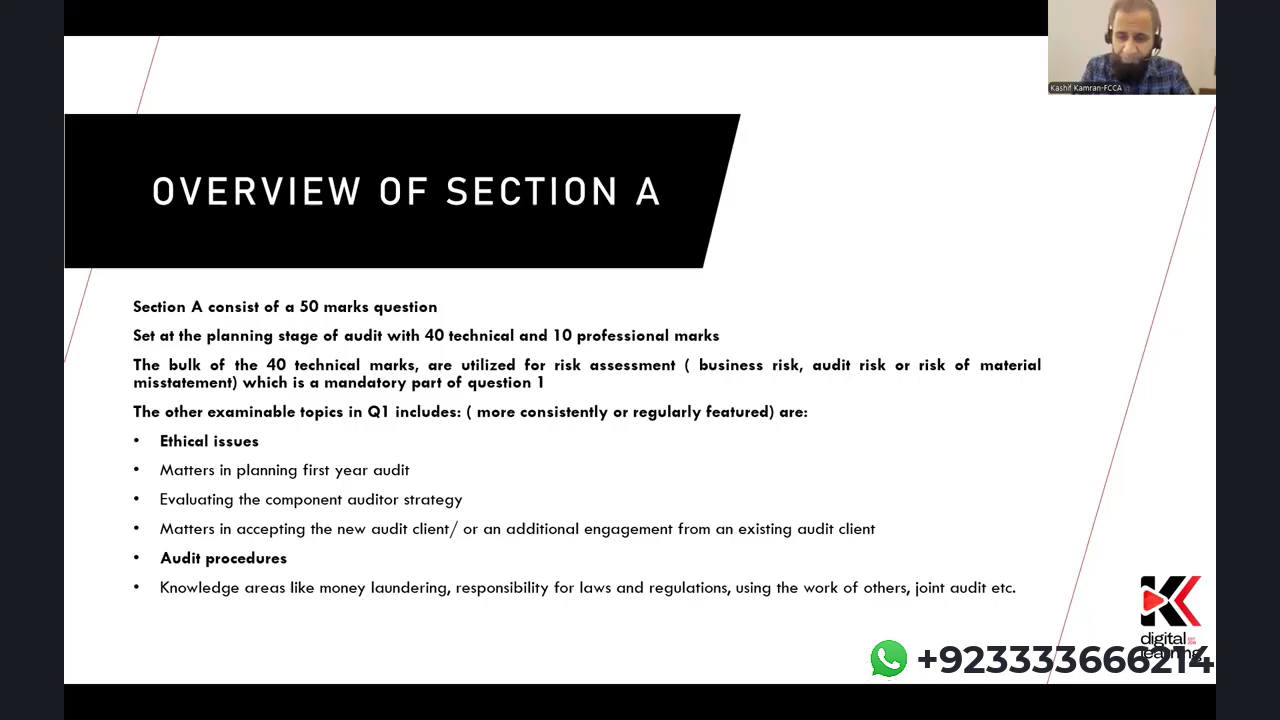 Kashif Kamran-FCCA
OVERVIEW OF SECTION A
Section A consist of a 50 marks question
Set at the planning stage of audit with 40 technical and 10 professional marks
The bulk of the 40 technical marks, are utilized for risk assessment ( business risk, audit risk or risk of material
misstatement) which is a mandatory part of question 1
The other examinable topics in Q1 includes: ( more consistently or regularly featured) are:
• Ethical issues
• Matters in planning first year audit
• Evaluating the component auditor strategy
• Matters in accepting the new audit client/ or an additional engagement from an existing audit client
• Audit procedures
• Knowledge areas like money laundering, responsibility for laws and regulations, using the work of others, joint audit etc.
digital
learning
+923333666214